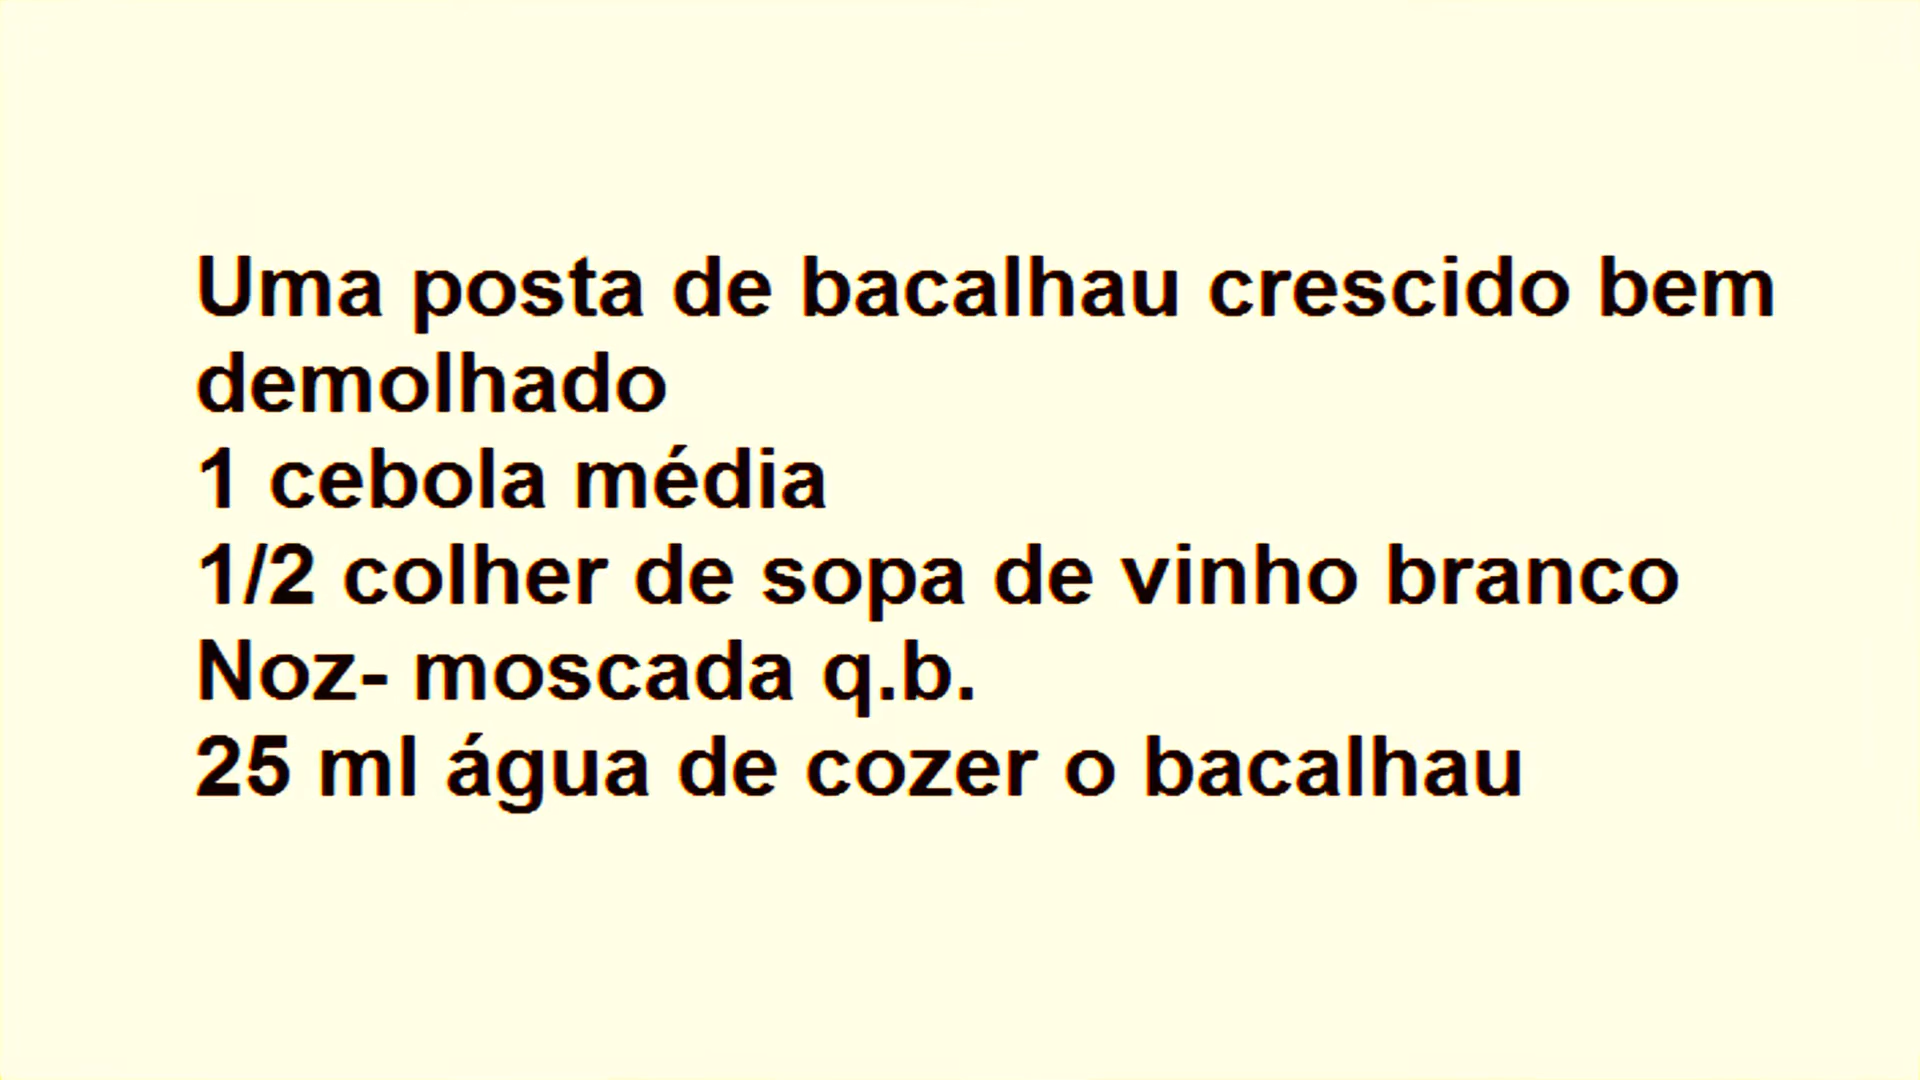 Uma posta de bacalhau crescido bem
demolhado
1 cebola média
1/2 colher de sopa de vinho branco
Noz- moscada q.b.
25 ml água de cozer o bacalhau